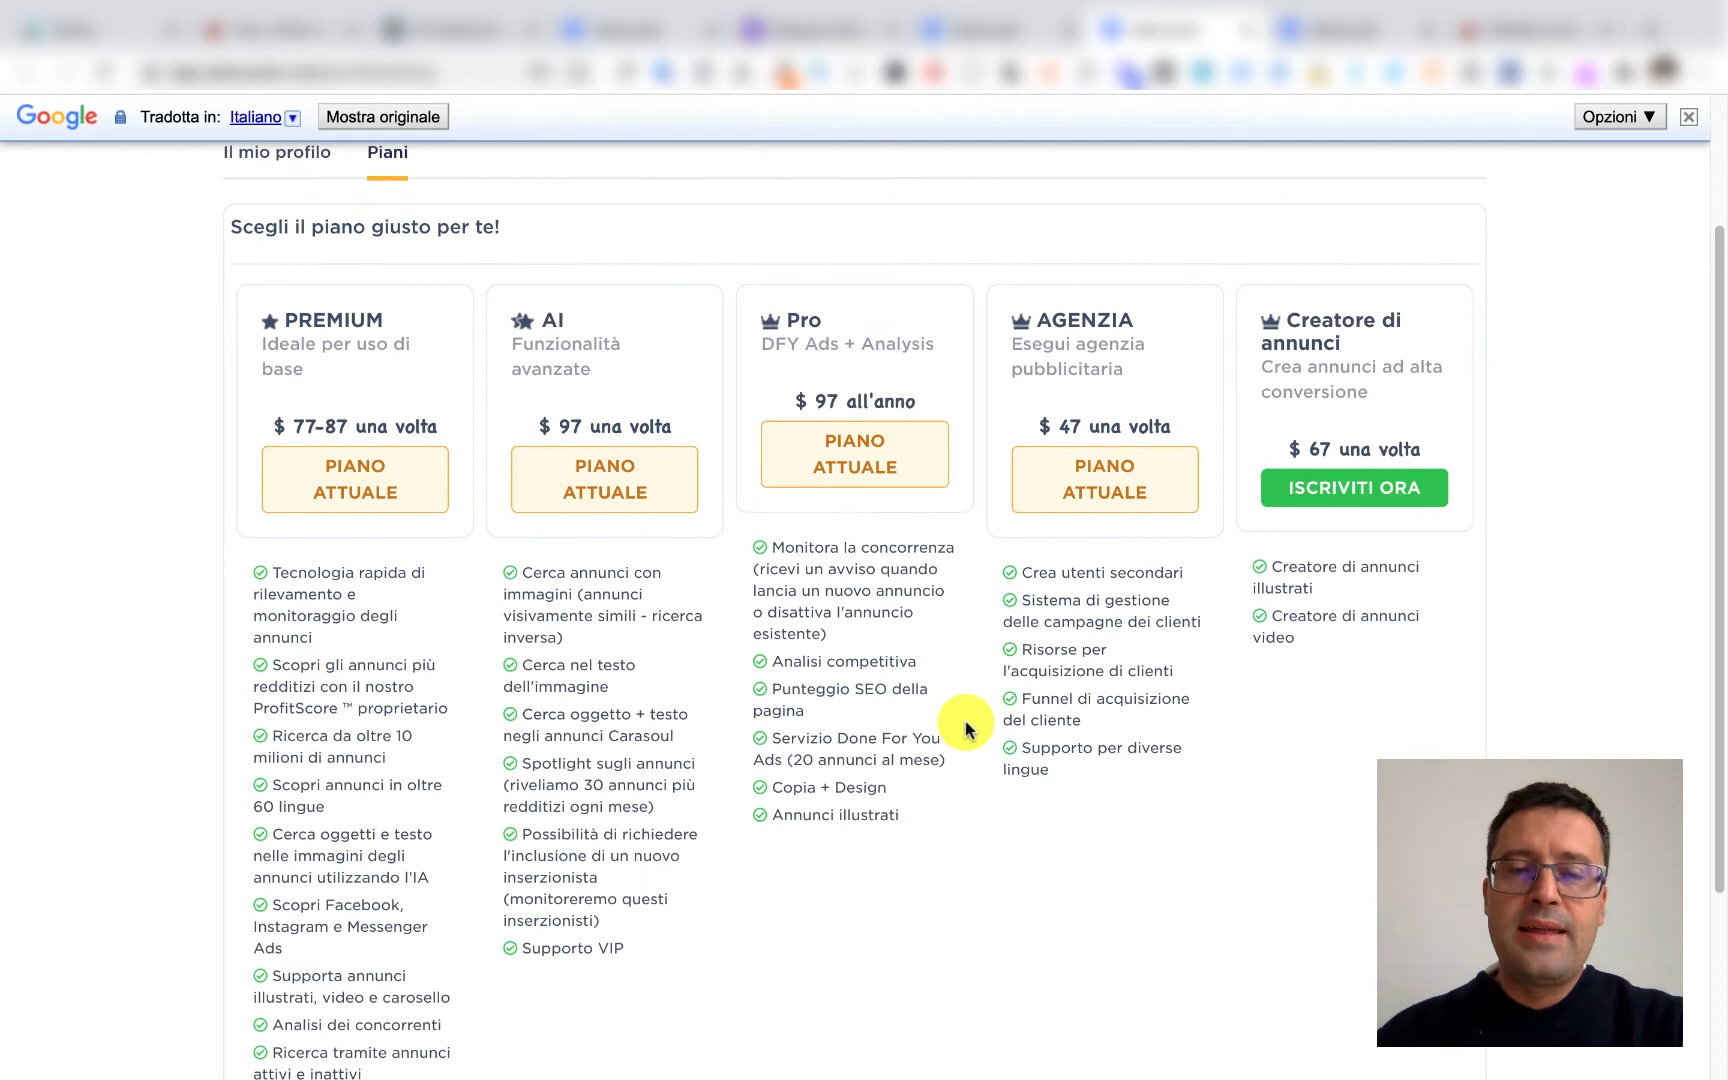 Google Tradotta in: Italiano Mostra originale Opzioni ▼
Il mio profilo Piani
Scegli il piano giusto per te!
PREMIUM
Ideale per uso di
base
$ 77-87 una volta
PIANO
ATTUALE
Tecnologia rapida di
rilevamento e
monitoraggio degli
annunci
Scopri gli annunci più
redditizi con il nostro
ProfitScore ™ proprietario
Ricerca da oltre 10
milioni di annunci
Scopri annunci in oltre
60 lingue
Cerca oggetti e testo
nelle immagini degli
annunci utilizzando l'IA
Scopri Facebook,
Instagram e Messenger
Ads
Supporta annunci
illustrati, video e carosello
Analisi dei concorrenti
Ricerca tramite annunci
attivi e inattivi
AI
Funzionalità
avanzate
$ 97 una volta
PIANO
ATTUALE
Cerca annunci con
immagini (annunci
visivamente simili - ricerca
inversa)
Cerca nel testo
dell'immagine
Cerca oggetto + testo
negli annunci Carasoul
Spotlight sugli annunci
(riveliamo 30 annunci più
redditizi ogni mese)
Possibilità di richiedere
l'inclusione di un nuovo
inserzionista
(monitoreremo questi
inserzionisti)
Supporto VIP
Pro
DFY Ads + Analysis
$ 97 all'anno
PIANO
ATTUALE
Monitora la concorrenza
(ricevi un avviso quando
lancia un nuovo annuncio
o disattiva l'annuncio
esistente)
Analisi competitiva
Punteggio SEO della
pagina
Servizio Done For You
Ads (20 annunci al mese)
Copia + Design
Annunci illustrati
AGENZIA
Esegui agenzia
pubblicitaria
$ 47 una volta
PIANO
ATTUALE
Crea utenti secondari
Sistema di gestione
delle campagne dei clienti
Risorse per
l'acquisizione di clienti
Funnel di acquisizione
del cliente
Supporto per diverse
lingue
Creatore di
annunci
Crea annunci ad alta
conversione
$ 67 una volta
ISCRIVITI ORA
Creatore di annunci
illustrati
Creatore di annunci
video